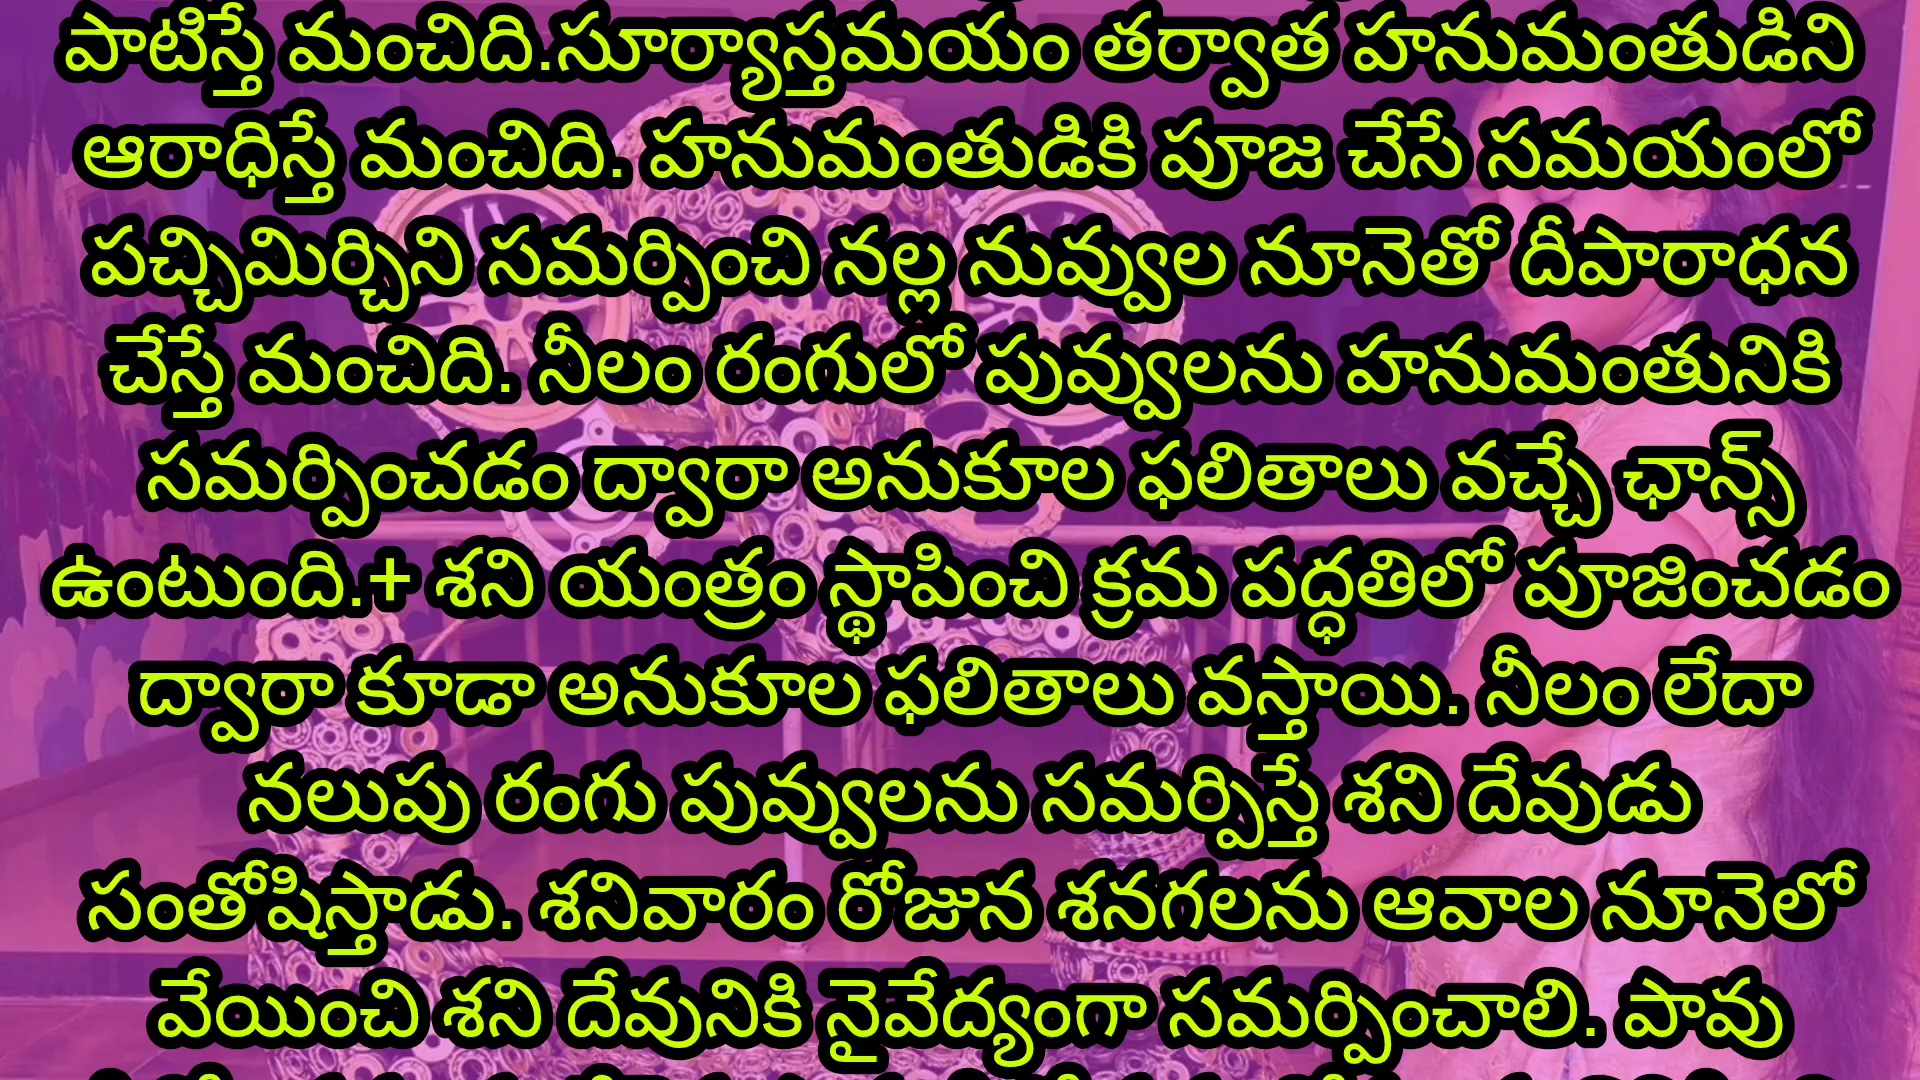 పాటిస్తే మంచిది.సూర్యాస్తమయం తర్వాత హనుమంతుడిని
ఆరాధిస్తే మంచిది. హనుమంతుడికి పూజ చేసే సమయంలో
పచ్చిమిర్చిని సమర్పించి నల్ల నువ్వుల నూనెతో దీపారాధన
చేస్తే మంచిది. నీలం రంగులో పువ్వులను హనుమంతునికి
సమర్పించడం ద్వారా అనుకూల ఫలితాలు వచ్చే ఛాన్స్
ఉంటుంది.+ శని యంత్రం స్థాపించి క్రమ పద్ధతిలో పూజించడం
ద్వారా కూడా అనుకూల ఫలితాలు వస్తాయి. నీలం లేదా
నలుపు రంగు పువ్వులను సమర్పిస్తే శని దేవుడు
సంతోషిస్తాడు. శనివారం రోజున శనగలను ఆవాల నూనెలో
వేయించి శని దేవునికి నైవేద్యంగా సమర్పించాలి. పావు